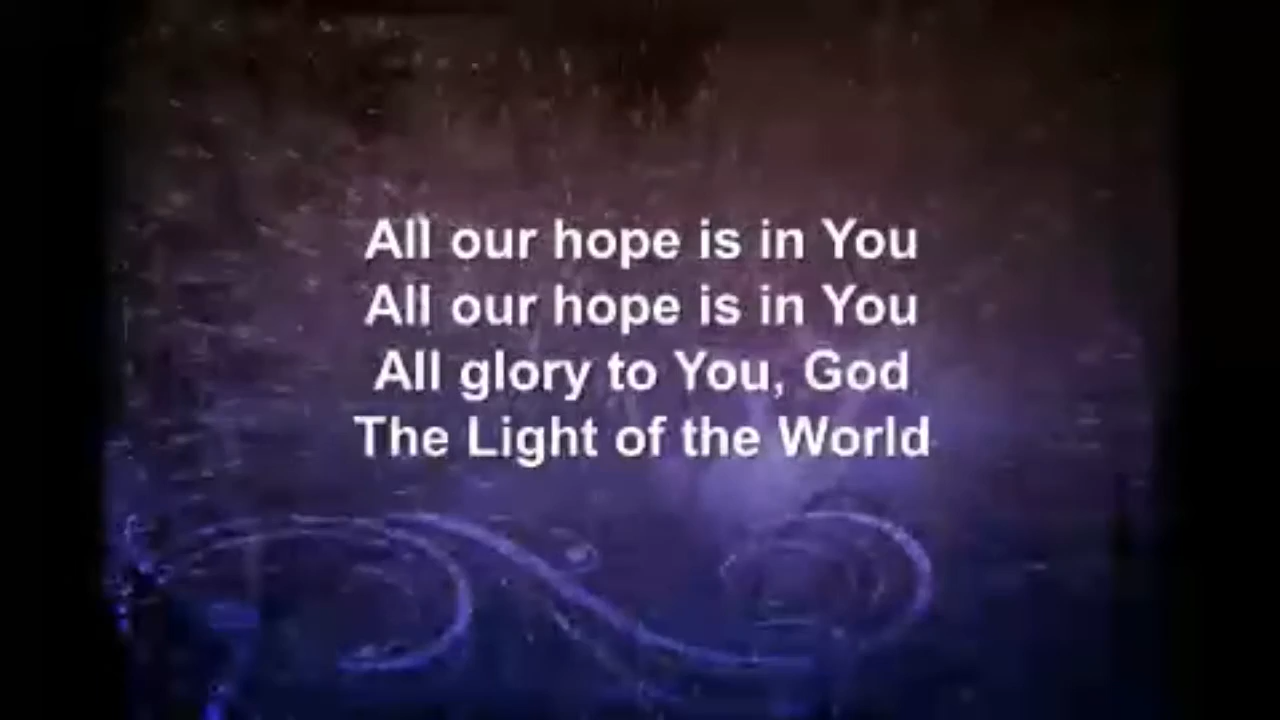 All our hope is in You
All our hope is in You
All glory to You, God
The Light of the World